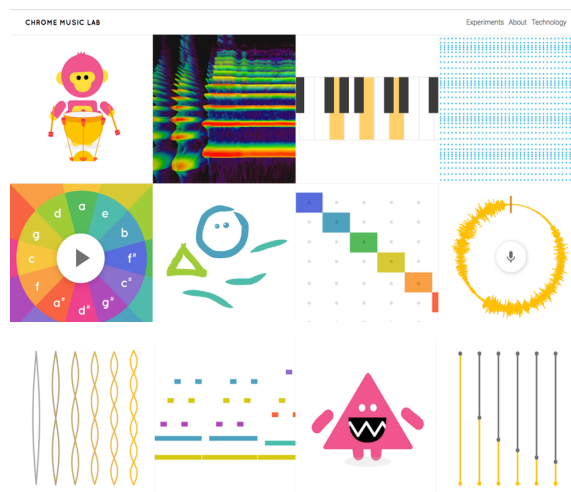 CHROME MUSIC LAB
Experiments About Technology
a
d e
g b
c f#
f c#
a# g#
d#